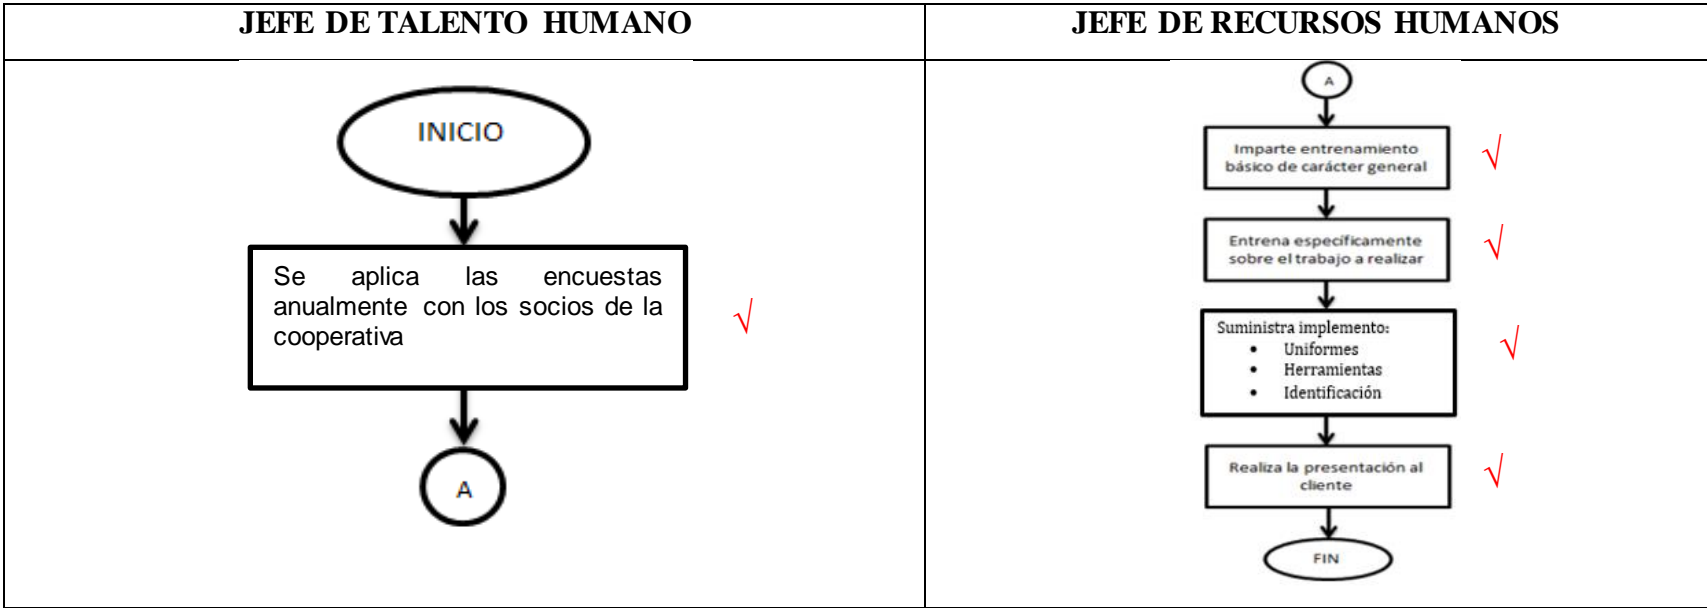 JEFE DE TALENTO HUMANO
INICIO
Se aplica las encuestas
anualmente con los socios de la
cooperativa
√
A
JEFE DE RECURSOS HUMANOS
A
Imparte entrenamiento
básico de carácter general
√
Entrena específicamente
sobre el trabajo a realizar
√
Suministra implemento:
• Uniformes
• Herramientas
• Identificación
√
Realiza la presentación al
cliente
√
FIN